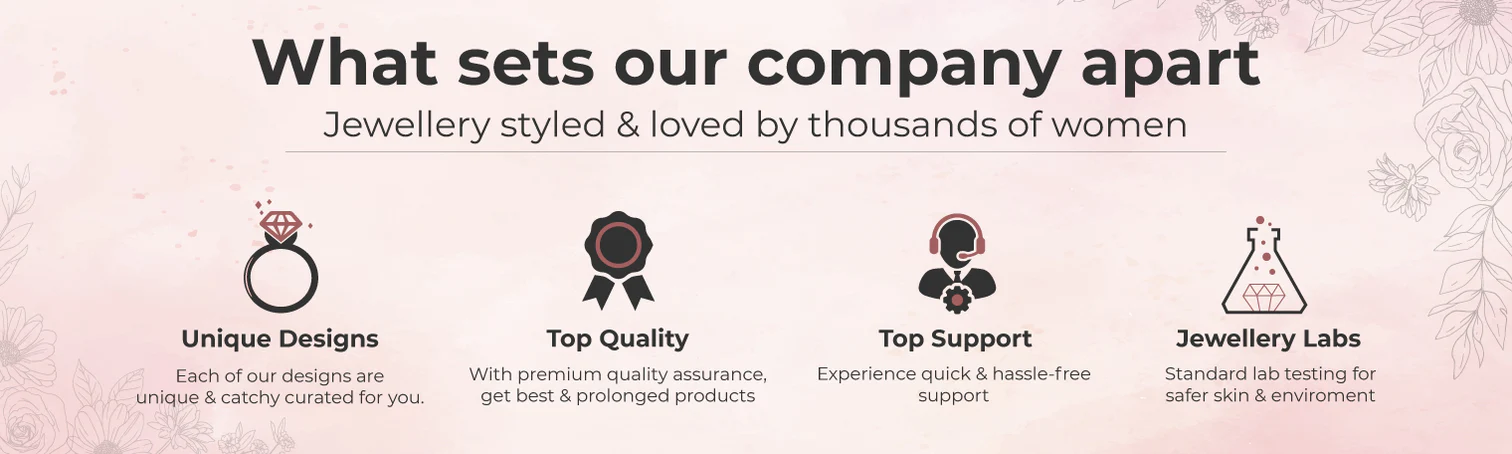 What sets our company apart
Jewellery styled & loved by thousands of women
Unique Designs
Each of our designs are
unique & catchy curated for you.
Top Quality
With premium quality assurance,
get best & prolonged products
Top Support
Experience quick & hassle-free
support
Jewellery Labs
Standard lab testing for
safer skin & enviroment